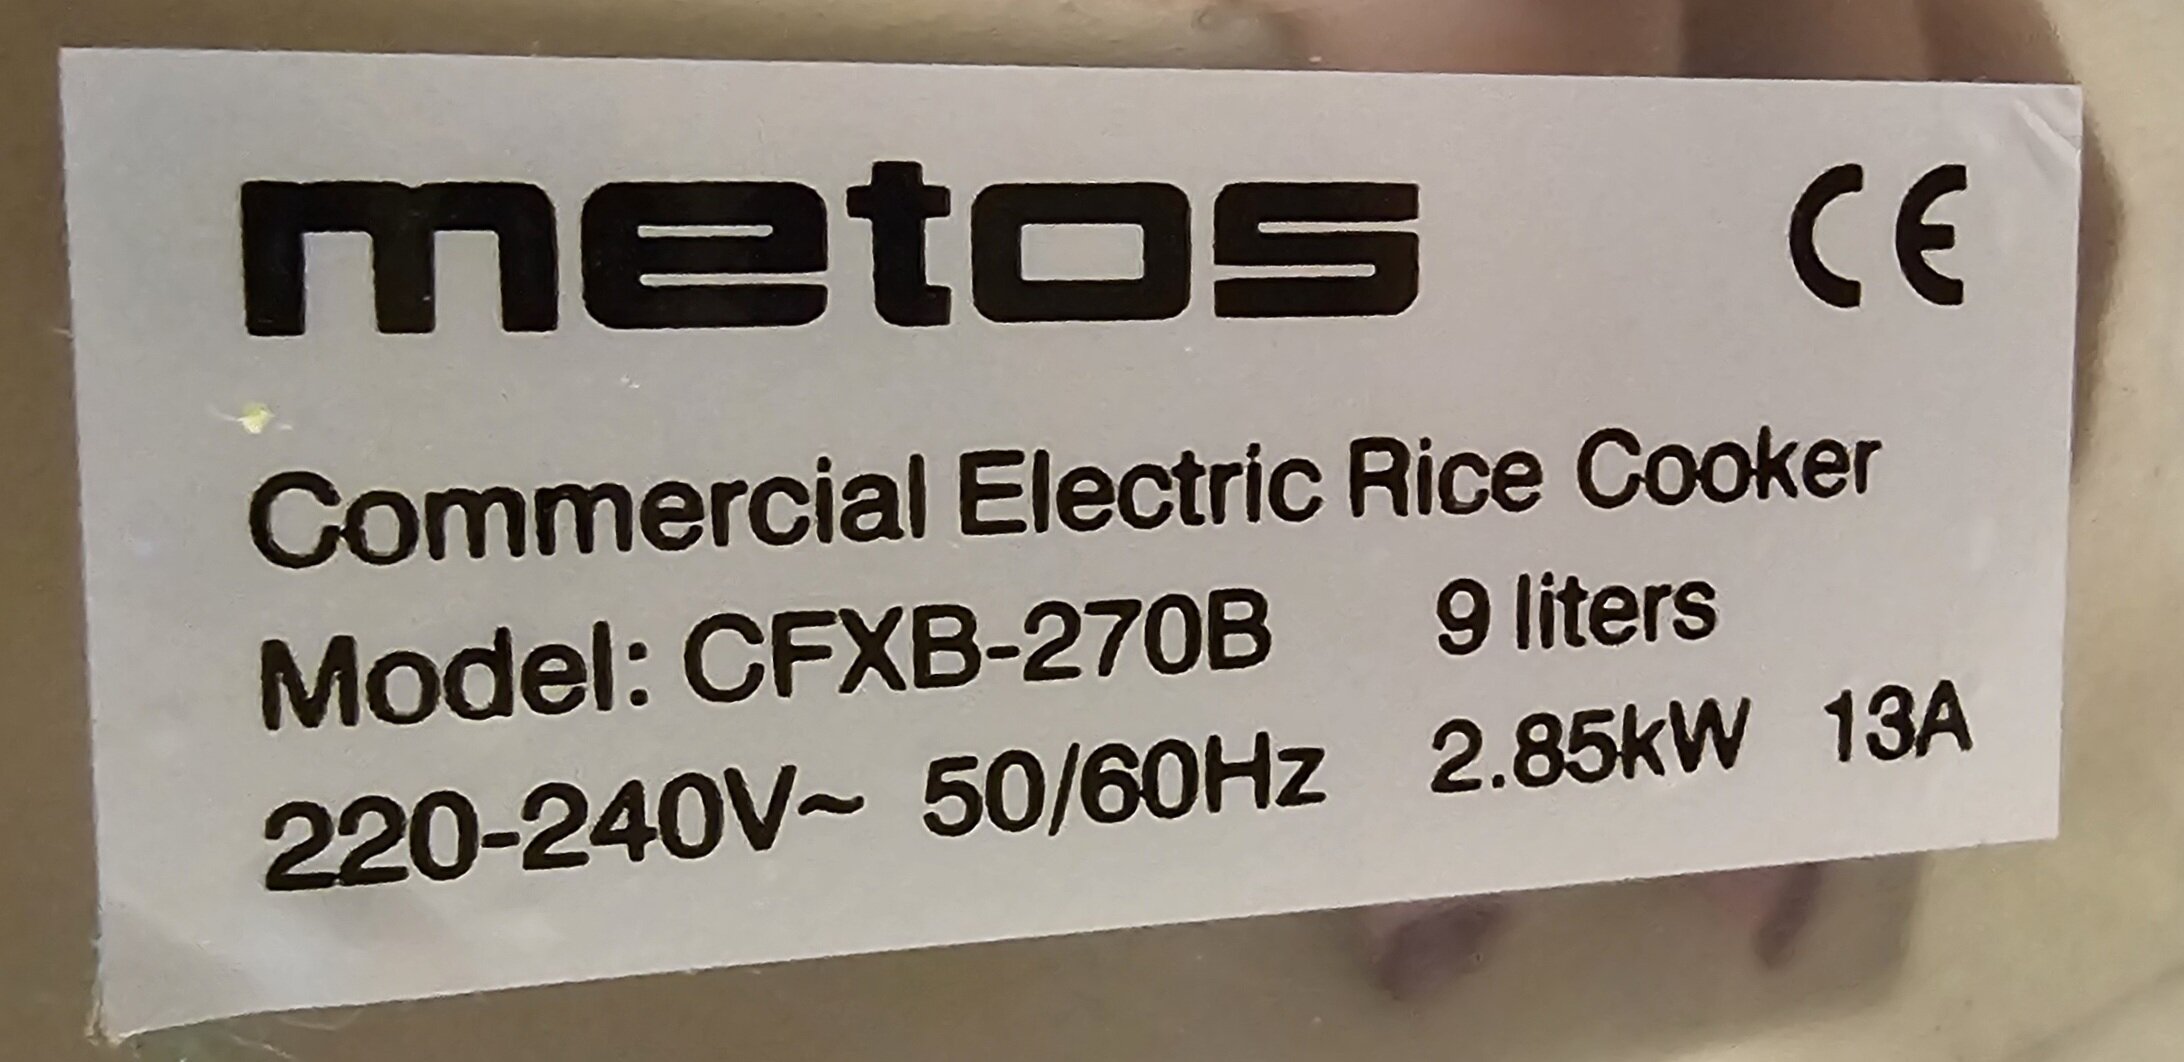 metos CE
Commercial Electric Rice Cooker
Model: CFXB-270B 9 liters
220-240V~ 50/60Hz 2.85kW 13A